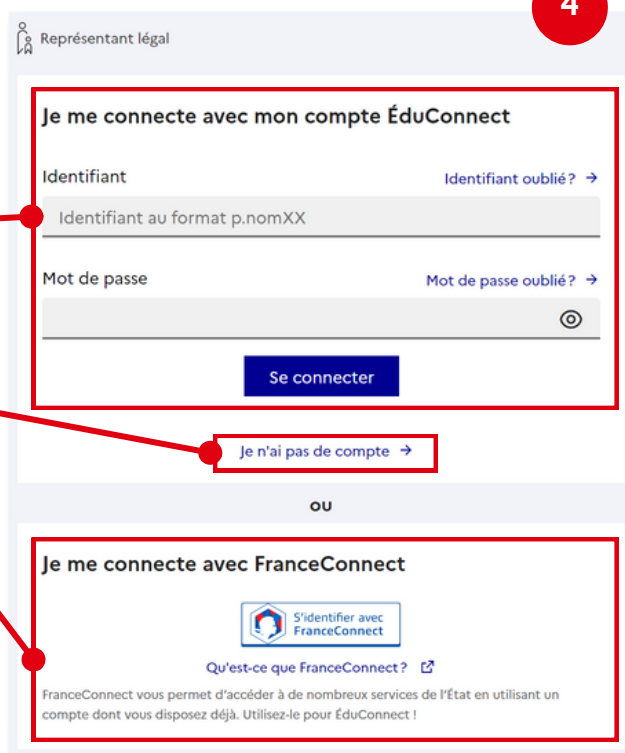 4
Représentant légal
Je me connecte avec mon compte ÉduConnect
Identifiant
Identifiant oublié? →
Identifiant au format p.nomXX
Mot de passe
Mot de passe oublié? →
Se connecter
Je n'ai pas de compte →
OU
Je me connecte avec FranceConnect
S'identifier avec
FranceConnect
Qu'est-ce que FranceConnect?
FranceConnect vous permet d'accéder à de nombreux services de l'État en utilisant un
compte dont vous disposez déjà. Utilisez-le pour ÉduConnect !